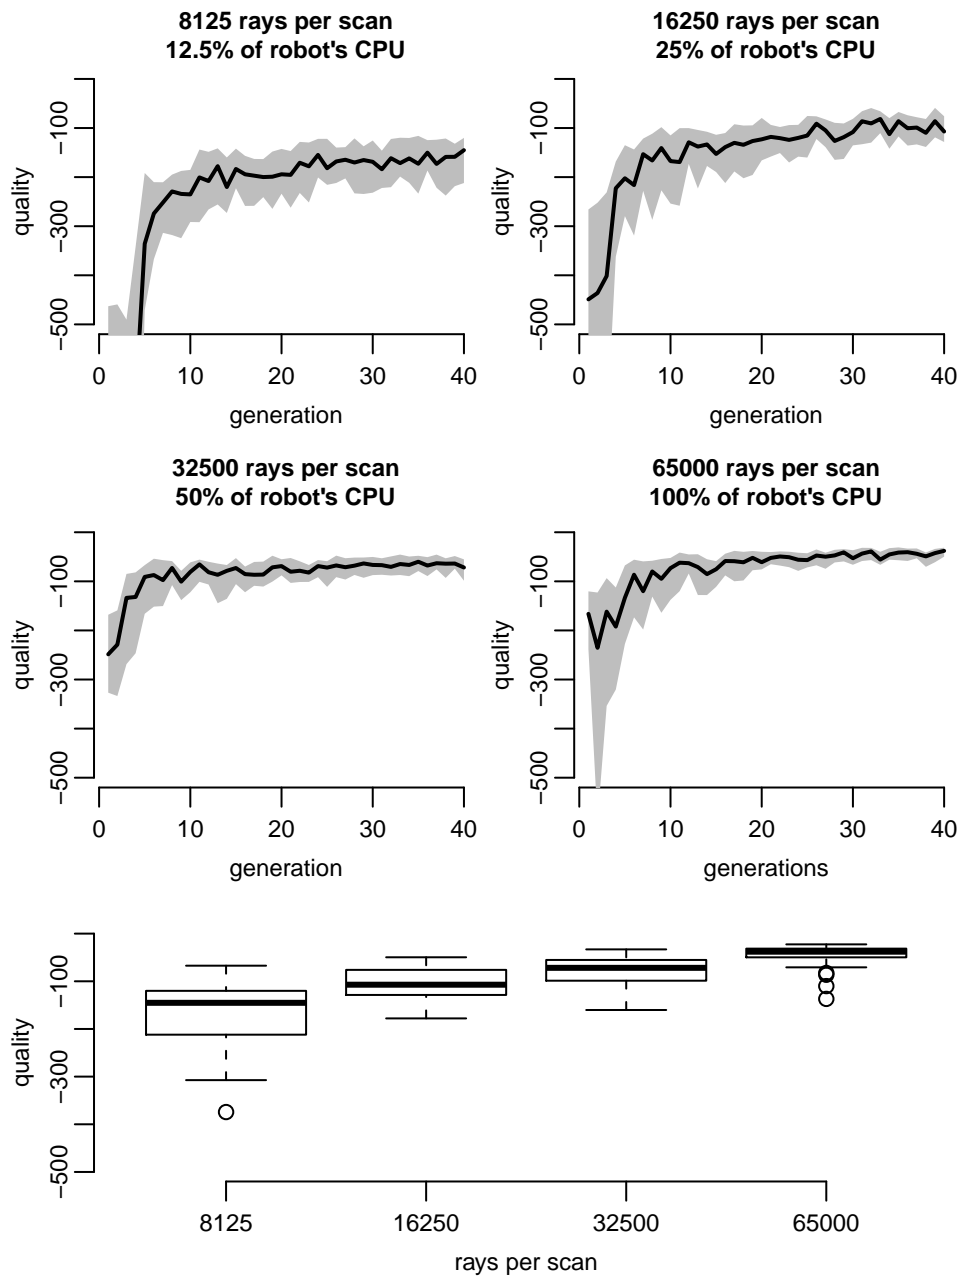 8125 rays per scan
12.5% of robot's CPU
quality
−100
−300
−500
0 10 20 30 40
generation
16250 rays per scan
25% of robot's CPU
quality
−100
−300
−500
0 10 20 30 40
generation
32500 rays per scan
50% of robot's CPU
quality
−100
−300
−500
0 10 20 30 40
generation
65000 rays per scan
100% of robot's CPU
quality
−100
−300
−500
0 10 20 30 40
generations
quality
−100
−300
−500
8125 16250 32500 65000
rays per scan